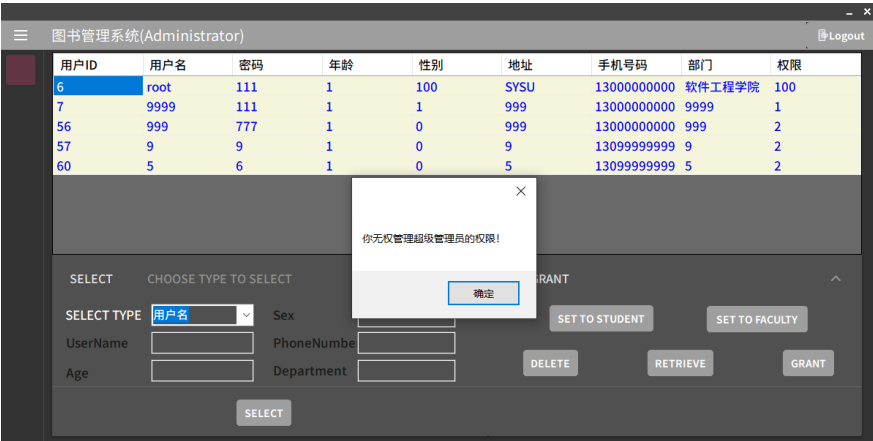 图书管理系统(Administrator)
Logout
用户ID 用户名 密码 年龄 性别 地址 手机号码 部门 权限
6 root 111 1 100 SYSU 13000000000 软件工程学院 100
7 9999 111 1 1 999 13000000000 9999 1
56 999 777 1 0 999 13000000000 999 2
57 9 9 1 0 9 13099999999 9 2
60 5 6 1 0 5 13099999999 5 2
你无权管理超级管理员的权限!
确定
SELECT CHOOSE TYPE TO SELECT
RANT
SELECT TYPE 用户名 Sex
SET TO STUDENT SET TO FACULTY
UserName PhoneNumbe
DELETE RETRIEVE GRANT
Age Department
SELECT